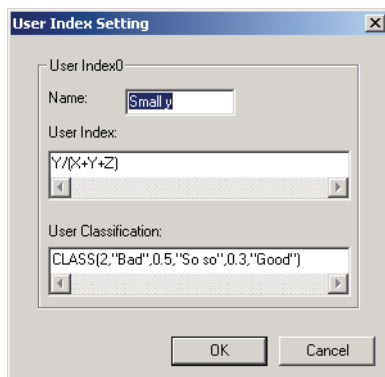 User Index Setting
User Index0
Name: Small y
User Index:
Y/(X+Y+Z)
User Classification:
CLASS(2,"Bad",0.5,"So so",0.3,"Good")
OK Cancel